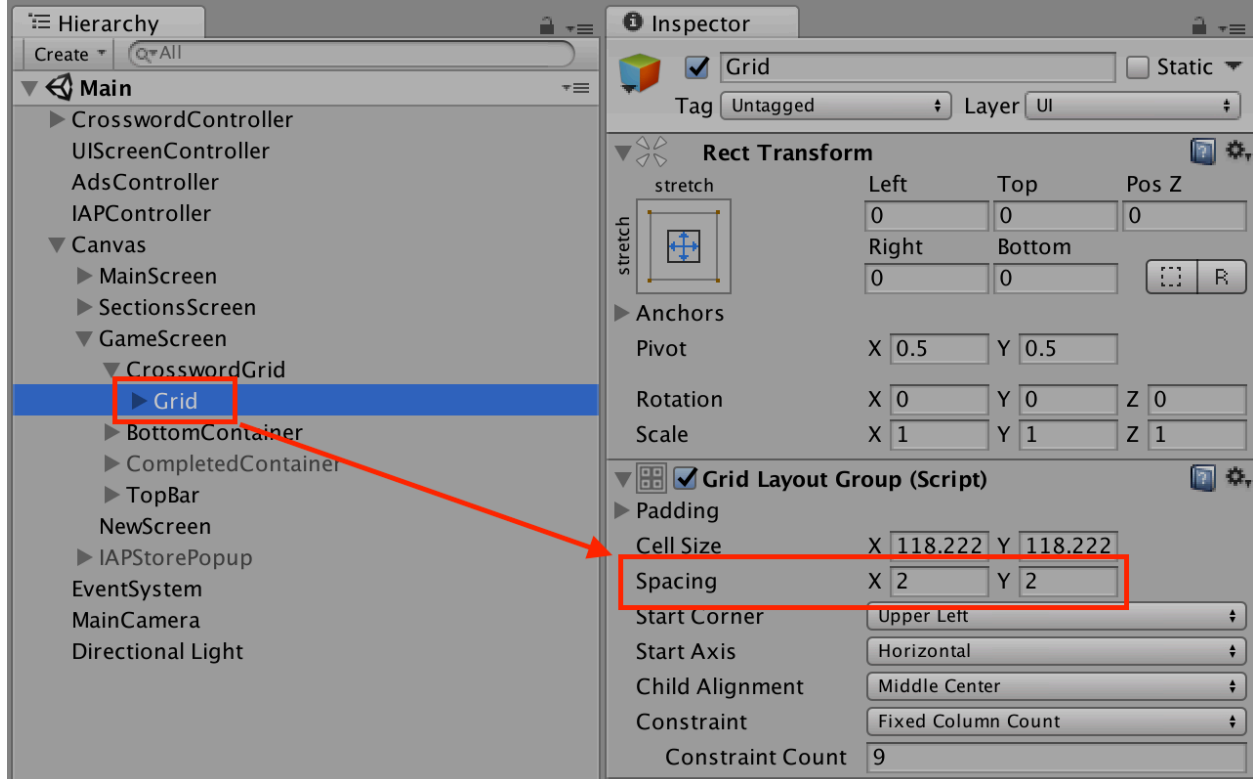 Hierarchy
Create
All
Main
CrosswordController
UIScreenController
AdsController
IAPController
Canvas
MainScreen
SectionsScreen
GameScreen
CrosswordGrid
Grid
BottomContainer
CompletedContainer
TopBar
NewScreen
IAPStorePopup
EventSystem
MainCamera
Directional Light
Inspector
Grid Static
Tag Untagged Layer UI
Rect Transform
stretch Left Top Pos Z
stretch
0 0 0
Right Bottom
0 0 R
Anchors
Pivot X 0.5 Y 0.5
Rotation X 0 Y 0 Z 0
Scale X 1 Y 1 Z 1
Grid Layout Group (Script)
Padding
Cell Size X 118.222 Y 118.222
Spacing X 2 Y 2
Start Corner Upper Left
Start Axis Horizontal
Child Alignment Middle Center
Constraint Fixed Column Count
Constraint Count 9